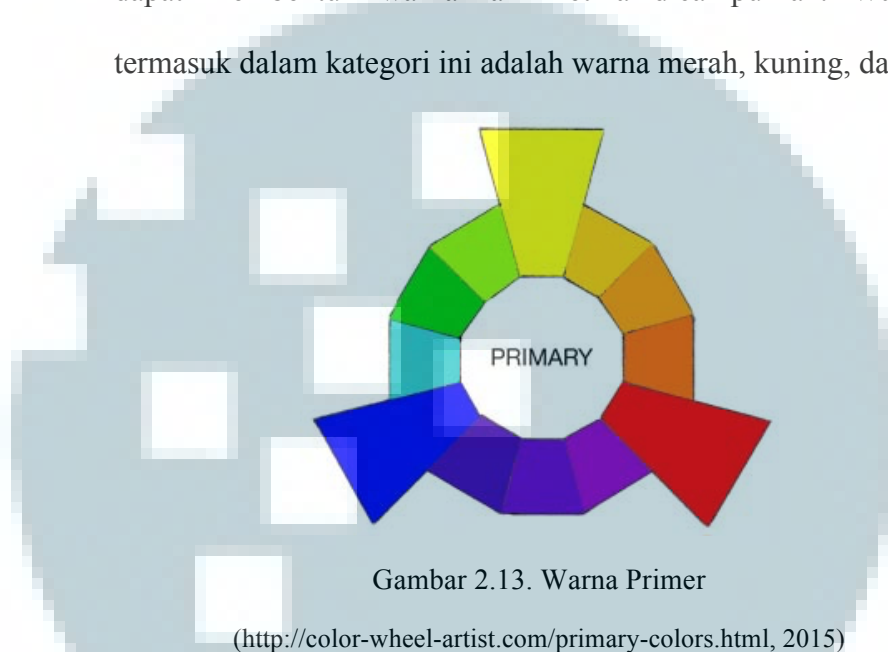 termasuk dalam kategori ini adalah warna merah, kuning,
PRIMARY
Gambar 2.13. Warna Primer
(http://color-wheel-artist.com/primary-colors.html, 2015)